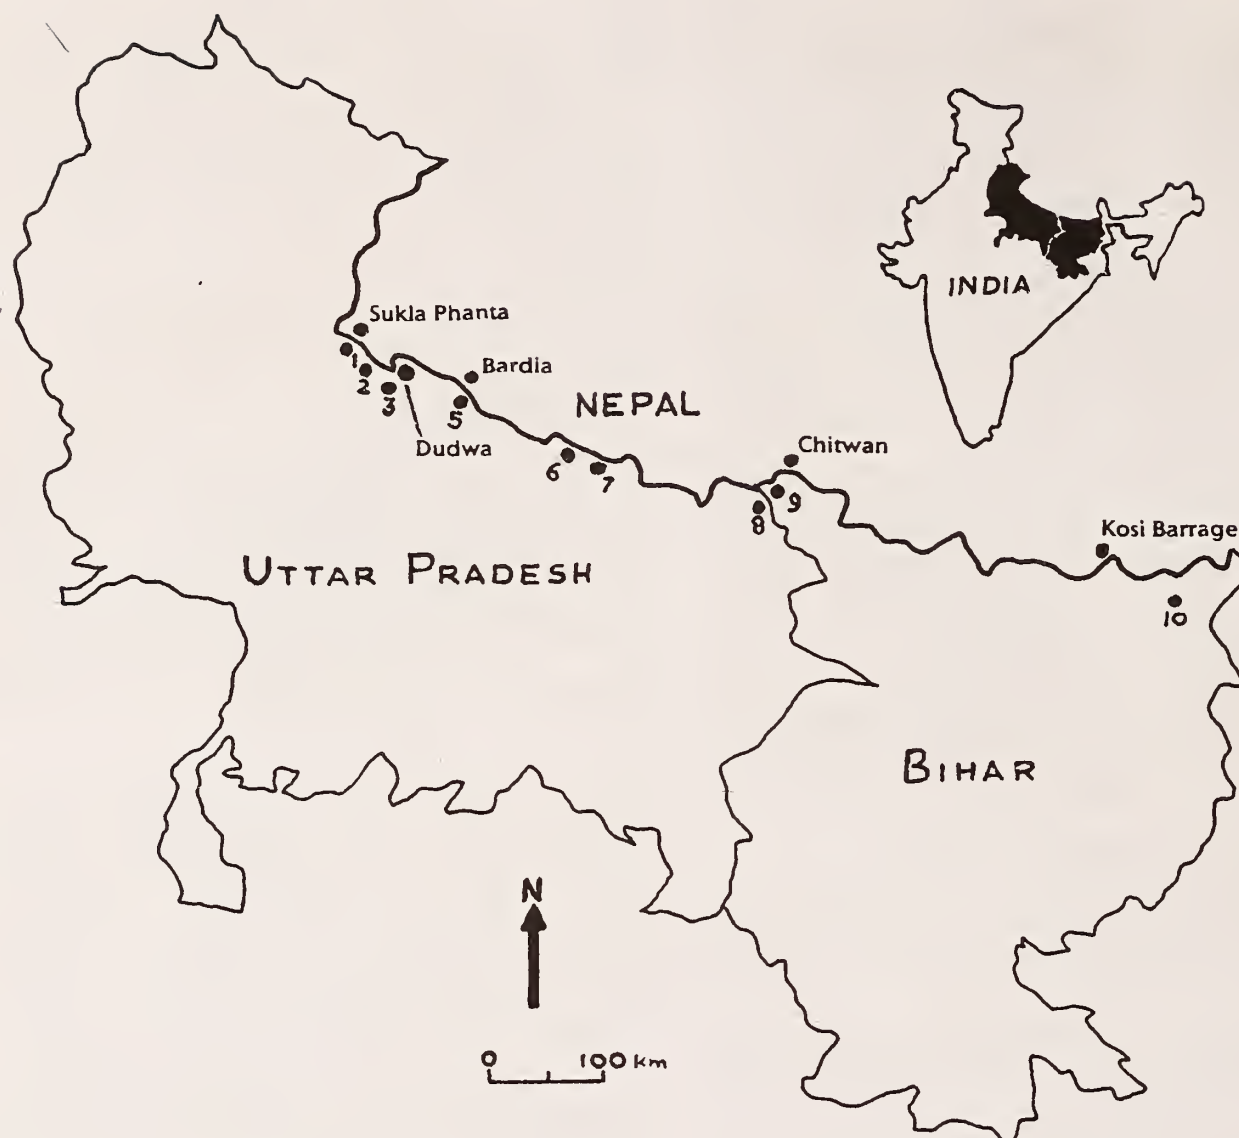 Sukla Phanta
INDIA
1
2
3
Bardia
5
NEPAL
Dudwa
6
7
Chitwan
8
9
Kosi Barrage
10
UTTAR PRADESH
BIHAR
N
0 100 km